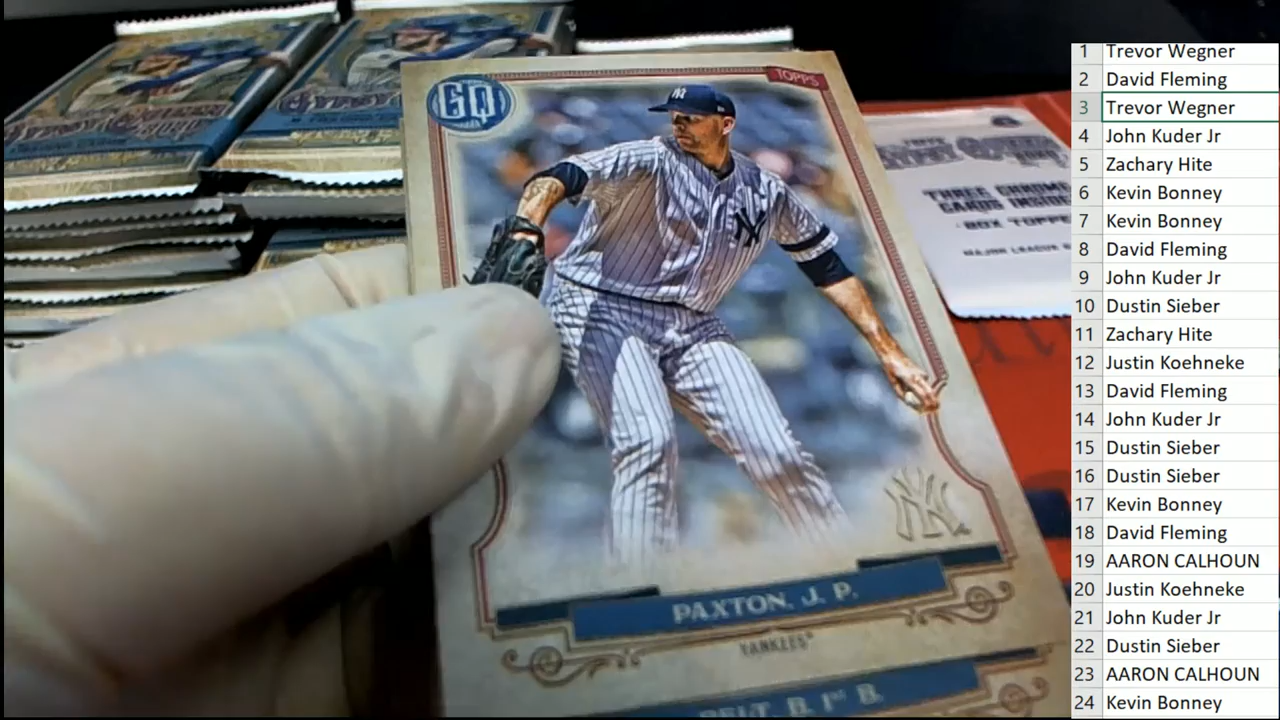 GQ
TOPPS
NY
NY
PAXTON. J. P.
YANKEES
BELT. B. 1st B.
THREE CHROME
CARDS INSIDE
BOX TOPPER
1 Trevor Wegner
2 David Fleming
3 Trevor Wegner
4 John Kuder Jr
5 Zachary Hite
6 Kevin Bonney
7 Kevin Bonney
8 David Fleming
9 John Kuder Jr
10 Dustin Sieber
11 Zachary Hite
12 Justin Koehneke
13 David Fleming
14 John Kuder Jr
15 Dustin Sieber
16 Dustin Sieber
17 Kevin Bonney
18 David Fleming
19 AARON CALHOUN
20 Justin Koehneke
21 John Kuder Jr
22 Dustin Sieber
23 AARON CALHOUN
24 Kevin Bonney